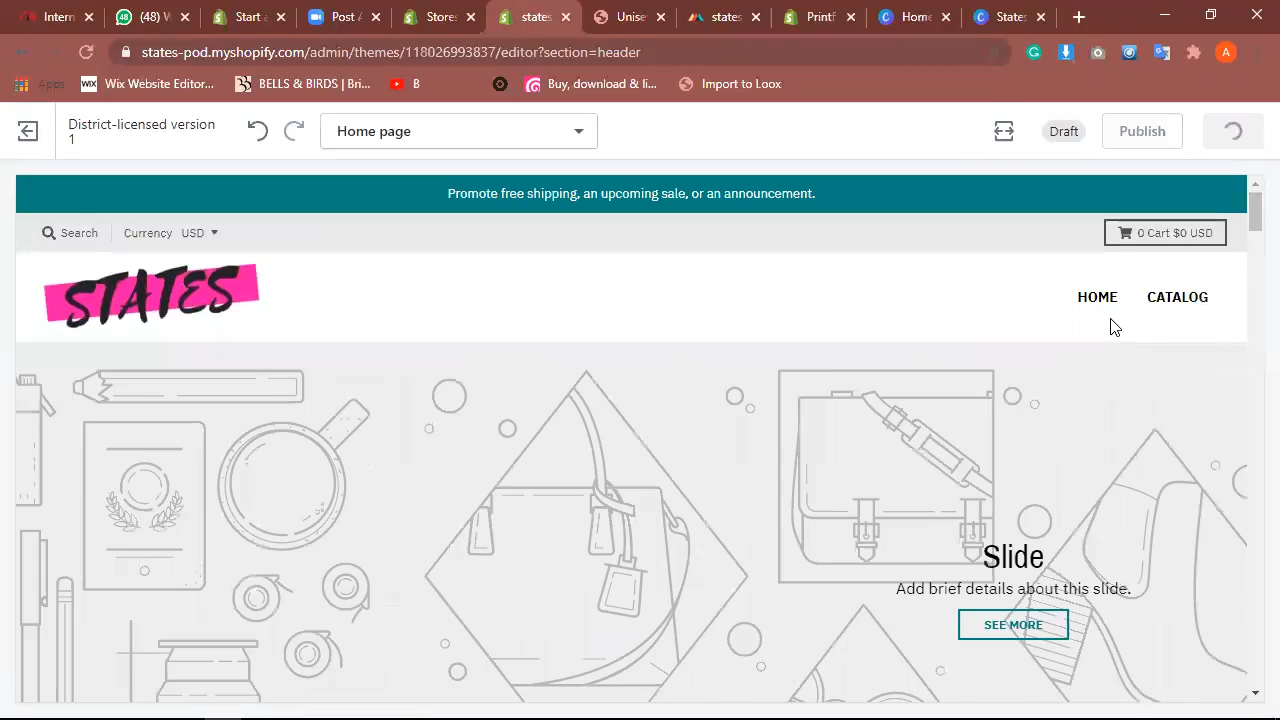 Intern
(48) W
Start a
Post A
Stores
states
Unise
states
Printf
Home
States
states-pod.myshopify.com/admin/themes/118026993837/editor?section=header
A
Apps
WIX Wix Website Editor...
BELLS & BIRDS | Bri...
B
Buy, download & li...
Import to Loox
District-licensed version
1
Home page
Draft
Publish
Promote free shipping, an upcoming sale, or an announcement.
Search
Currency USD
0 Cart $0 USD
STATES
HOME
CATALOG
Slide
Add brief details about this slide.
SEE MORE